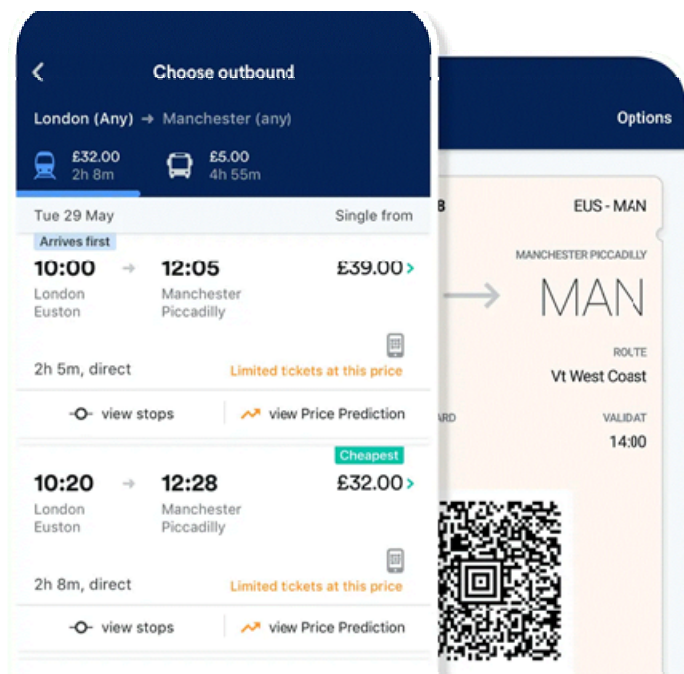 Choose outbound
London (Any) → Manchester (any)
£32.00
2h 8m
£5.00
4h 55m
Tue 29 May
Single from
Arrives first
10:00 → 12:05
£39.00 >
London
Euston
Manchester
Piccadilly
2h 5m, direct
Limited tickets at this price
view stops
view Price Prediction
Cheapest
10:20 → 12:28
£32.00 >
London
Euston
Manchester
Piccadilly
2h 8m, direct
Limited tickets at this price
view stops
view Price Prediction
Options
8
EUS - MAN
MANCHESTER PICCADILLY
MAN
ROUTE
Vt West Coast
ARD
VALIDAT
14:00